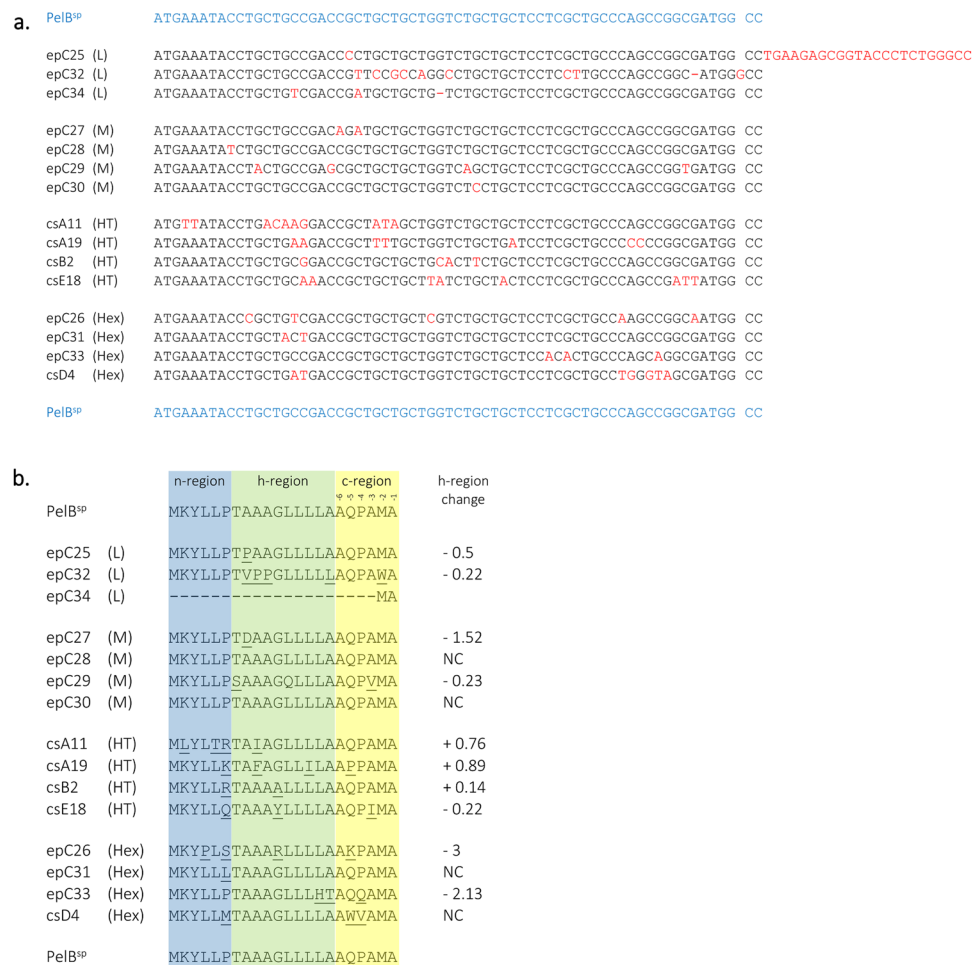 a.
PelBsp ATGAAATACCTGCTGCCGACCGCTGCTGCTGGTCTGCTGCTCCTCGCTGCCCAGCCGGCGATGG CC
epC25 (L) ATGAAATACCTGCTGCCGACCCCTGCTGCTGGTCTGCTGCTCCTCGCTGCCCAGCCGGCGATGG CCTGAAGAGCGGTACCCTCTGGGCC
epC32 (L) ATGAAATACCTGCTGCCGACCGTTCCGCCAGGCCTGCTGCTCCTCCTTGCCCAGCCGGC-ATGGGCC
epC34 (L) ATGAAATACCTGCTGTCGACCGATGCTGCTG-TCTGCTGCTCCTCGCTGCCCAGCCGGCGATGG CC
epC27 (M) ATGAAATACCTGCTGCCGACAGATGCTGCTGGTCTGCTGCTCCTCGCTGCCCAGCCGGCGATGG CC
epC28 (M) ATGAAATATCTGCTGCCGACCGCTGCTGCTGGTCTGCTGCTCCTCGCTGCCCAGCCGGCGATGG CC
epC29 (M) ATGAAATACCTACTGCCGAGCGCTGCTGCTGGTCAGCTGCTCCTCGCTGCCCAGCCGGTGATGG CC
epC30 (M) ATGAAATACCTGCTGCCGACCGCTGCTGCTGGTCTCCTGCTCCTCGCTGCCCAGCCGGCGATGG CC
csA11 (HT) ATGTTATACCTGACAAGGACCGCTATAGCTGGTCTGCTGCTCCTCGCTGCCCAGCCGGCGATGG CC
csA19 (HT) ATGAAATACCTGCTGAAGACCGCTTTTGCTGGTCTGCTGATCCTCGCTGCCCCCCCGGCGATGG CC
csB2 (HT) ATGAAATACCTGCTGCGGACCGCTGCTGCTGCACTTCTGCTCCTCGCTGCCCAGCCGGCGATGG CC
csE18 (HT) ATGAAATACCTGCTGCAAACCGCTGCTGCTTATCTGCTACTCCTCGCTGCCCAGCCGATTATGG CC
epC26 (Hex) ATGAAATACCCGCTGTCGACCGCTGCTGCTCGTCTGCTGCTCCTCGCTGCCAAGCCGGCAATGG CC
epC31 (Hex) ATGAAATACCTGCTACTGACCGCTGCTGCTGGTCTGCTGCTCCTCGCTGCCCAGCCGGCGATGG CC
epC33 (Hex) ATGAAATACCTGCTGCCGACCGCTGCTGCTGGTCTGCTGCTCCACACTGCCCAGCAGGCGATGG CC
csD4 (Hex) ATGAAATACCTGCTGATGACCGCTGCTGCTGGTCTGCTGCTCCTCGCTGCCTGGGTAGCGATGG CC
PelBsp ATGAAATACCTGCTGCCGACCGCTGCTGCTGGTCTGCTGCTCCTCGCTGCCCAGCCGGCGATGG CC
b.
n-region h-region c-region h-region change
-6 -5 -4 -3 -2 -1
PelBsp MKYLLPTAAAGLLLLAAQPAMA
epC25 (L) MKYLLPTPAAGLLLLAAQPAMA - 0.5
epC32 (L) MKYLLPTVPPGLLLLLAQPAWA - 0.22
epC34 (L) --------------------MA
epC27 (M) MKYLLPTDAAGLLLLAAQPAMA - 1.52
epC28 (M) MKYLLPTAAAGLLLLAAQPAMA NC
epC29 (M) MKYLLPSAAAGQLLLAAQPVMA - 0.23
epC30 (M) MKYLLPTAAAGLLLLAAQPAMA NC
csA11 (HT) MLYLTRTAIAGLLLLAAQPAMA + 0.76
csA19 (HT) MKYLLKTAFAGLLILAAPPAMA + 0.89
csB2 (HT) MKYLLRTAAAALLLLAAQPAMA + 0.14
csE18 (HT) MKYLLQTAAAYLLLLAAQPIMA - 0.22
epC26 (Hex) MKYPLSTAAARLLLLAAKPAMA - 3
epC31 (Hex) MKYLLLTAAAGLLLLAAQPAMA NC
epC33 (Hex) MKYLLPTAAAGLLLHTAQQAMA - 2.13
csD4 (Hex) MKYLLMTAAAGLLLLAAWVAMA NC
PelBsp MKYLLPTAAAGLLLLAAQPAMA